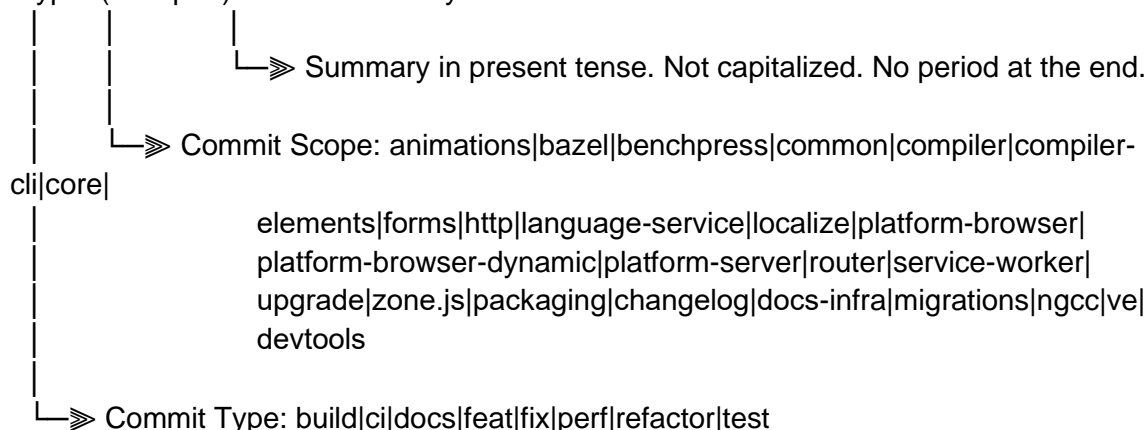 └─⫸ Summary in present tense. Not capitalized. No period at the end.
└─⫸ Commit Scope: animations|bazel|benchpress|common|compiler|compiler-
cli|core|
elements|forms|http|language-service|localize|platform-browser|
platform-browser-dynamic|platform-server|router|service-worker|
upgrade|zone.js|packaging|changelog|docs-infra|migrations|ngcc|ve|
devtools
└─⫸ Commit Type: build|ci|docs|feat|fix|perf|refactor|test